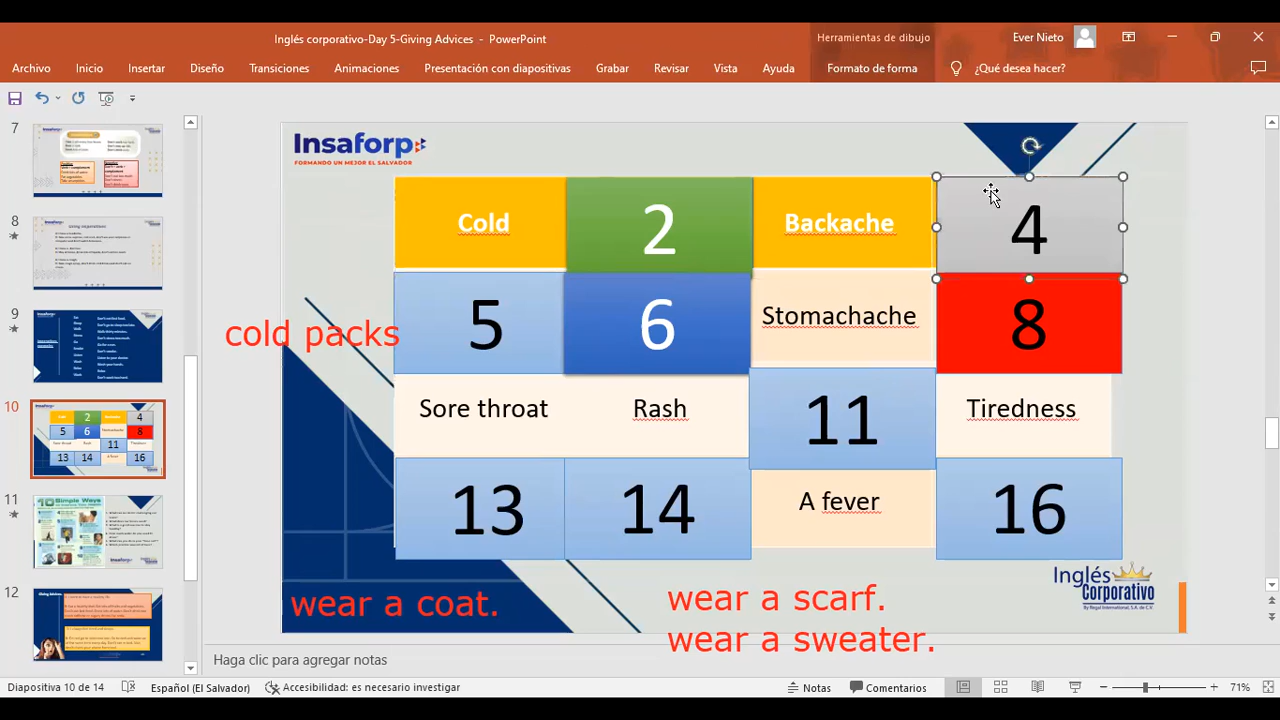 Inglés corporativo-Day 5-Giving Advices - PowerPoint
Herramientas de dibujo
Ever Nieto
Archivo Inicio Insertar Diseño Transiciones Animaciones Presentación con diapositivas Grabar Revisar Vista Ayuda Formato de forma ¿Qué desea hacer?
7
8
9
10
11
12
Insaforp
FORMANDO UN MEJOR EL SALVADOR
Cold 2 Backache 4
5 6 Stomachache 8
cold packs
Sore throat Rash 11 Tiredness
13 14 A fever 16
Inglés
Corporativo
By Regal International, S.A. de C.V.
wear a coat.
wear a scarf.
wear a sweater.
Haga clic para agregar notas
Diapositiva 10 de 14 Español (El Salvador) Accesibilidad: es necesario investigar Notas Comentarios 71%